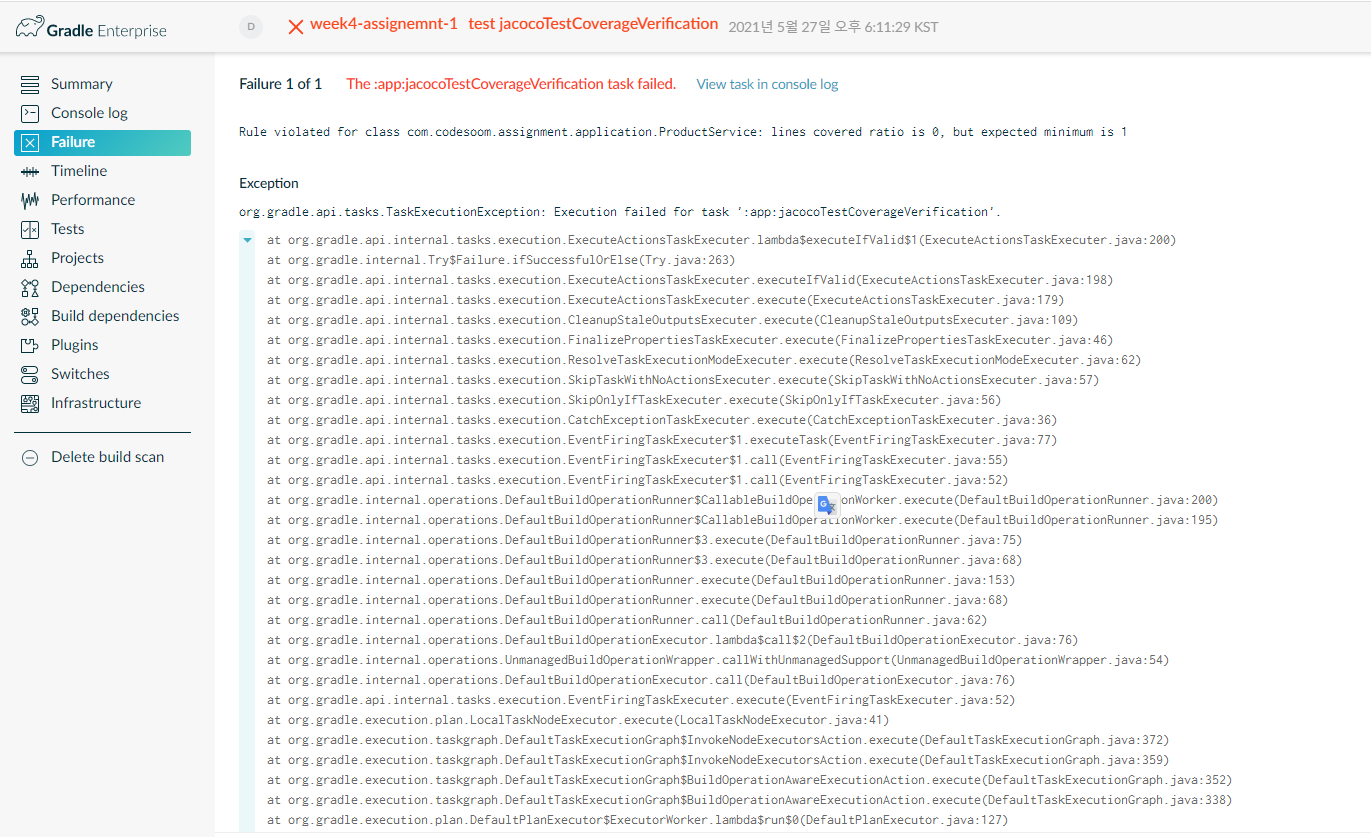 Gradle Enterprise
D
week4-assignemnt-1 test jacocoTestCoverageVerification 2021년 5월 27일 오후 6:11:29 KST
Summary
Console log
Failure
Timeline
Performance
Tests
Projects
Dependencies
Build dependencies
Plugins
Switches
Infrastructure
Delete build scan
Failure 1 of 1 The :app:jacocoTestCoverageVerification task failed. View task in console log
Rule violated for class com.codesoom.assignment.application.ProductService: lines covered ratio is 0, but expected minimum is 1
Exception
org.gradle.api.tasks.TaskExecutionException: Execution failed for task ':app:jacocoTestCoverageVerification'.
at org.gradle.api.internal.tasks.execution.ExecuteActionsTaskExecuter.lambda$executeIfValid$1(ExecuteActionsTaskExecuter.java:200)
at org.gradle.internal.Try$Failure.ifSuccessfulOrElse(Try.java:263)
at org.gradle.api.internal.tasks.execution.ExecuteActionsTaskExecuter.executeIfValid(ExecuteActionsTaskExecuter.java:198)
at org.gradle.api.internal.tasks.execution.ExecuteActionsTaskExecuter.execute(ExecuteActionsTaskExecuter.java:179)
at org.gradle.api.internal.tasks.execution.CleanupStaleOutputsExecuter.execute(CleanupStaleOutputsExecuter.java:109)
at org.gradle.api.internal.tasks.execution.FinalizePropertiesTaskExecuter.execute(FinalizePropertiesTaskExecuter.java:46)
at org.gradle.api.internal.tasks.execution.ResolveTaskExecutionModeExecuter.execute(ResolveTaskExecutionModeExecuter.java:62)
at org.gradle.api.internal.tasks.execution.SkipTaskWithNoActionsExecuter.execute(SkipTaskWithNoActionsExecuter.java:57)
at org.gradle.api.internal.tasks.execution.SkipOnlyIfTaskExecuter.execute(SkipOnlyIfTaskExecuter.java:56)
at org.gradle.api.internal.tasks.execution.CatchExceptionTaskExecuter.execute(CatchExceptionTaskExecuter.java:36)
at org.gradle.api.internal.tasks.execution.EventFiringTaskExecuter$1.executeTask(EventFiringTaskExecuter.java:77)
at org.gradle.api.internal.tasks.execution.EventFiringTaskExecuter$1.call(EventFiringTaskExecuter.java:55)
at org.gradle.api.internal.tasks.execution.EventFiringTaskExecuter$1.call(EventFiringTaskExecuter.java:52)
at org.gradle.internal.operations.DefaultBuildOperationRunner$CallableBuildOperationWorker.execute(DefaultBuildOperationRunner.java:200)
at org.gradle.internal.operations.DefaultBuildOperationRunner$CallableBuildOperationWorker.execute(DefaultBuildOperationRunner.java:195)
at org.gradle.internal.operations.DefaultBuildOperationRunner$3.execute(DefaultBuildOperationRunner.java:75)
at org.gradle.internal.operations.DefaultBuildOperationRunner$3.execute(DefaultBuildOperationRunner.java:68)
at org.gradle.internal.operations.DefaultBuildOperationRunner.execute(DefaultBuildOperationRunner.java:153)
at org.gradle.internal.operations.DefaultBuildOperationRunner.execute(DefaultBuildOperationRunner.java:68)
at org.gradle.internal.operations.DefaultBuildOperationRunner.call(DefaultBuildOperationRunner.java:62)
at org.gradle.internal.operations.DefaultBuildOperationExecutor.lambda$call$2(DefaultBuildOperationExecutor.java:76)
at org.gradle.internal.operations.UnmanagedBuildOperationWrapper.callWithUnmanagedSupport(UnmanagedBuildOperationWrapper.java:54)
at org.gradle.internal.operations.DefaultBuildOperationExecutor.call(DefaultBuildOperationExecutor.java:76)
at org.gradle.api.internal.tasks.execution.EventFiringTaskExecuter.execute(EventFiringTaskExecuter.java:52)
at org.gradle.execution.plan.LocalTaskNodeExecutor.execute(LocalTaskNodeExecutor.java:41)
at org.gradle.execution.taskgraph.DefaultTaskExecutionGraph$InvokeNodeExecutorsAction.execute(DefaultTaskExecutionGraph.java:372)
at org.gradle.execution.taskgraph.DefaultTaskExecutionGraph$InvokeNodeExecutorsAction.execute(DefaultTaskExecutionGraph.java:359)
at org.gradle.execution.taskgraph.DefaultTaskExecutionGraph$BuildOperationAwareExecutionAction.execute(DefaultTaskExecutionGraph.java:352)
at org.gradle.execution.taskgraph.DefaultTaskExecutionGraph$BuildOperationAwareExecutionAction.execute(DefaultTaskExecutionGraph.java:338)
at org.gradle.execution.plan.DefaultPlanExecutor$ExecutorWorker.lambda$run$0(DefaultPlanExecutor.java:127)